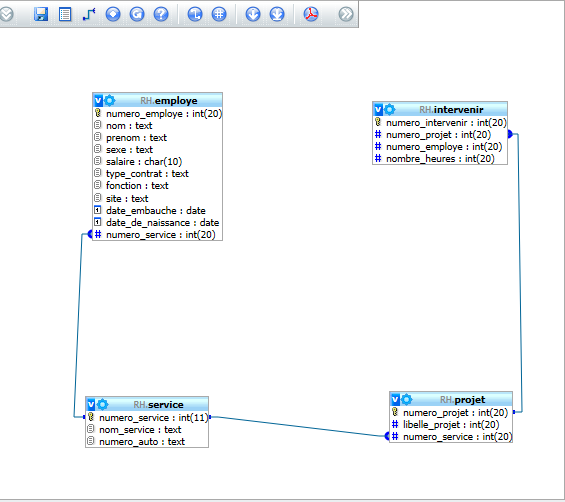 RH.employe
numero_employe : int(20)
nom : text
prenom : text
sexe : text
salaire : char(10)
type_contrat : text
fonction : text
site : text
date_embauche : date
date_de_naissance : date
numero_service : int(20)
RH.intervenir
numero_intervenir : int(20)
numero_projet : int(20)
numero_employe : int(20)
nombre_heures : int(20)
RH.service
numero_service : int(11)
nom_service : text
numero_auto : text
RH.projet
numero_projet : int(20)
libelle_projet : int(20)
numero_service : int(20)